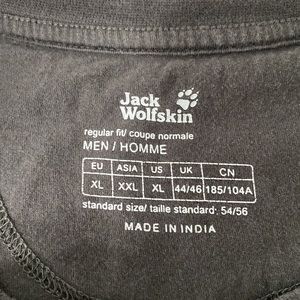 Jack
Wolfskin
regular fit/ coupe normale
MEN / HOMME
EU ASIA US UK CN
XL XXL XL 44/46 185/104A
standard size/ taille standard: 54/56
MADE IN INDIA